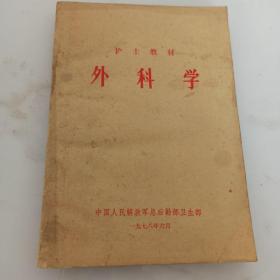 护士教材
外科学
中国人民解放军总后勤部卫生部
一九七八年六月